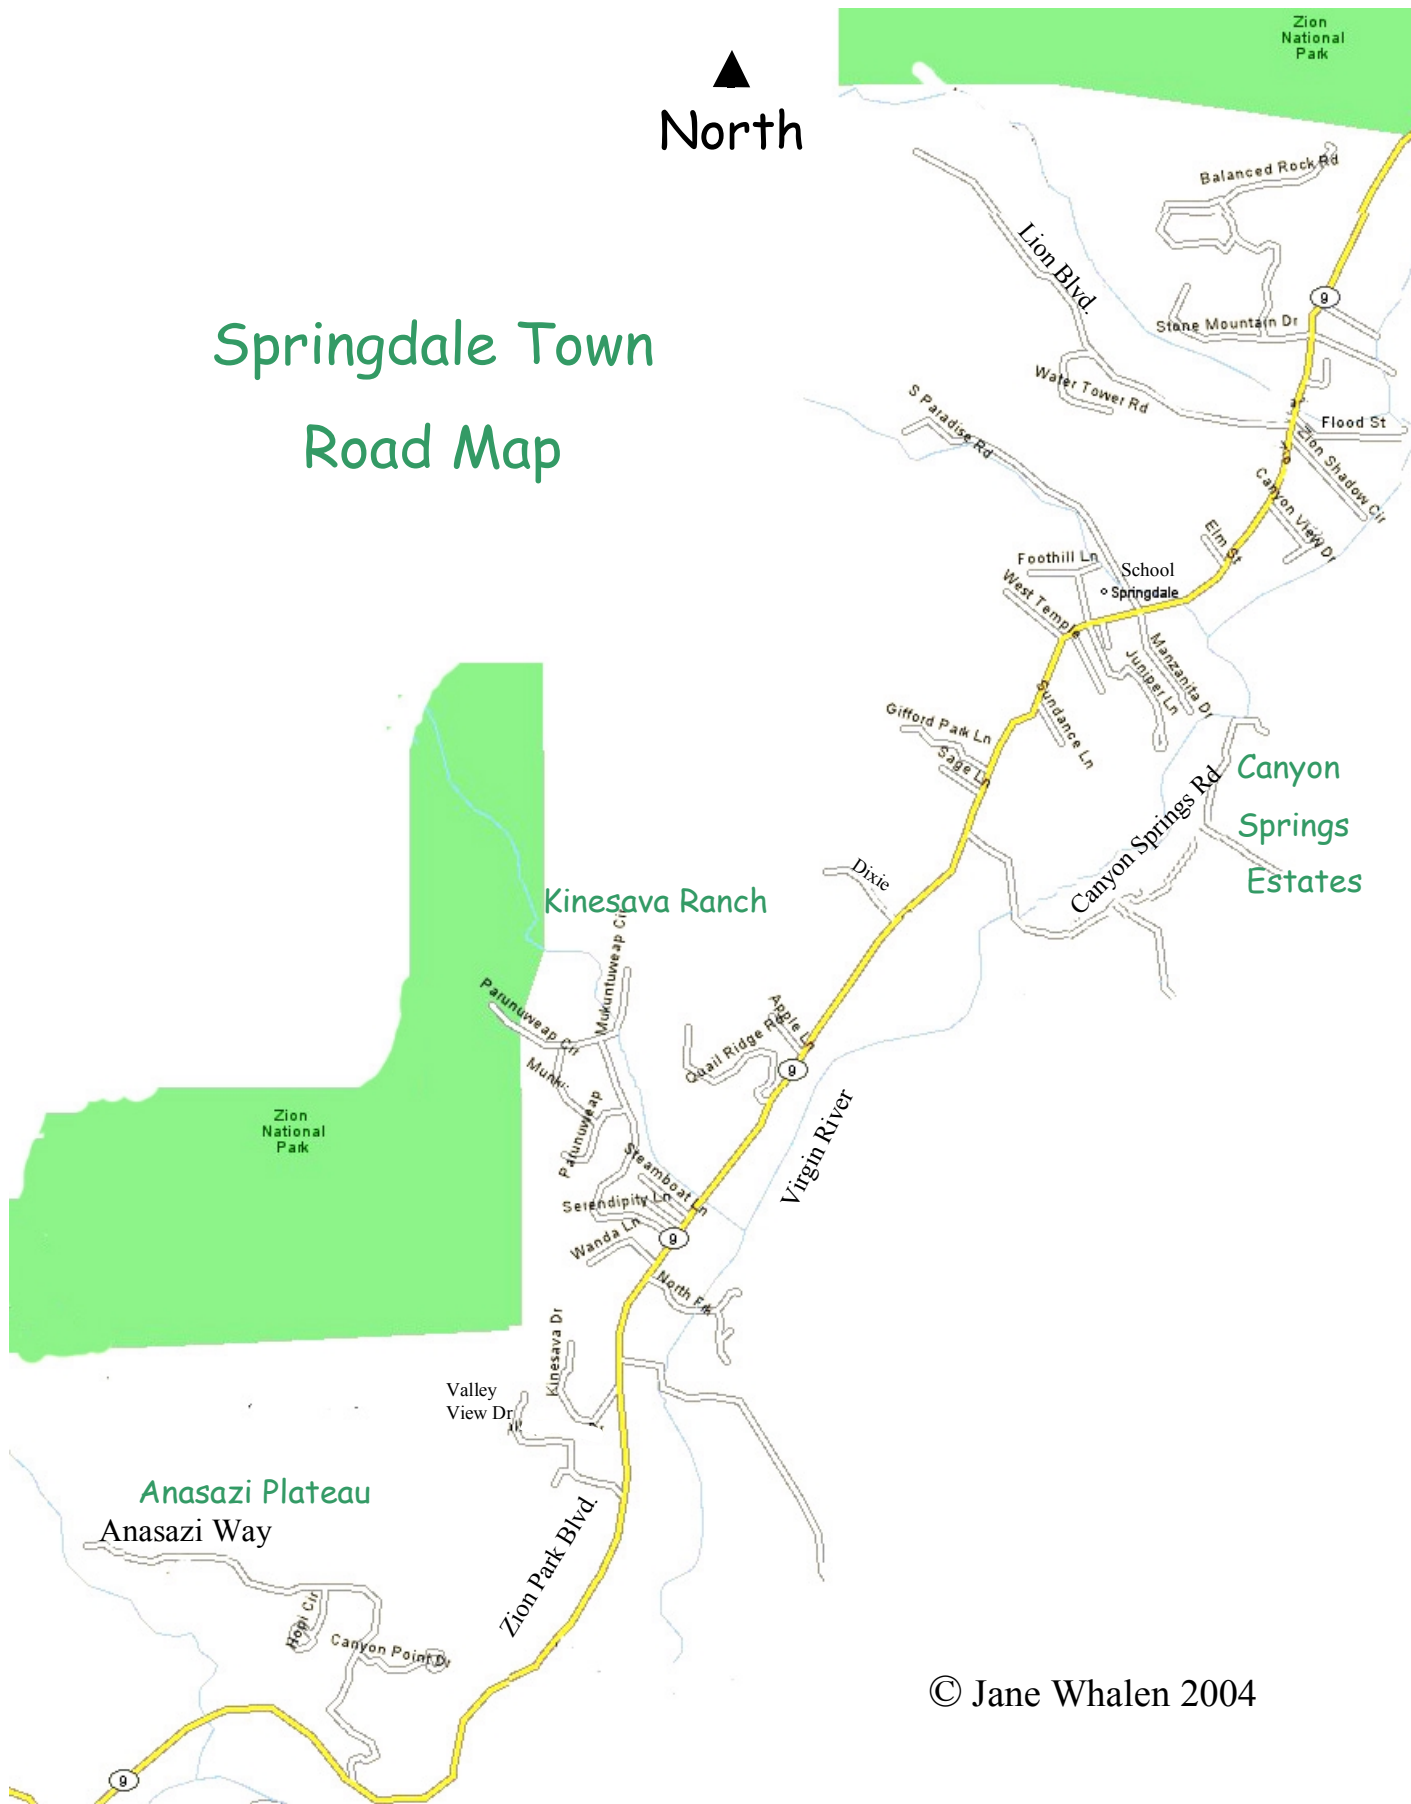 Zion
National
Park
North
Balanced Rock Rd
Lion Blvd.
9
Stone Mountain Dr
Springdale Town
Road Map
Water Tower Rd
S Paradise Rd
Flood St
Zion Shadow Cir
Canyon View Dr
Elm St
Foothill Ln
School
Springdale
West Temple
Manzanita Dr
Juniper Ln
Sundance Ln
Gifford Park Ln
Sage Ln
Canyon
Springs
Estates
Canyon Springs Rd
Dixie
Kinesava Ranch
Mukuntuweap Cir
Parunuweap Cir
Apple Ln
Quail Ridge Rd
9
Parunuweap
Virgin River
Zion
National
Park
Steamboat Ln
Serendipity Ln
Wanda Ln
9
North Frk
Kinesava Dr
Valley
View Dr
Anasazi Plateau
Anasazi Way
Zion Park Blvd.
Hopi Cir
Canyon Point Dr
© Jane Whalen 2004
9